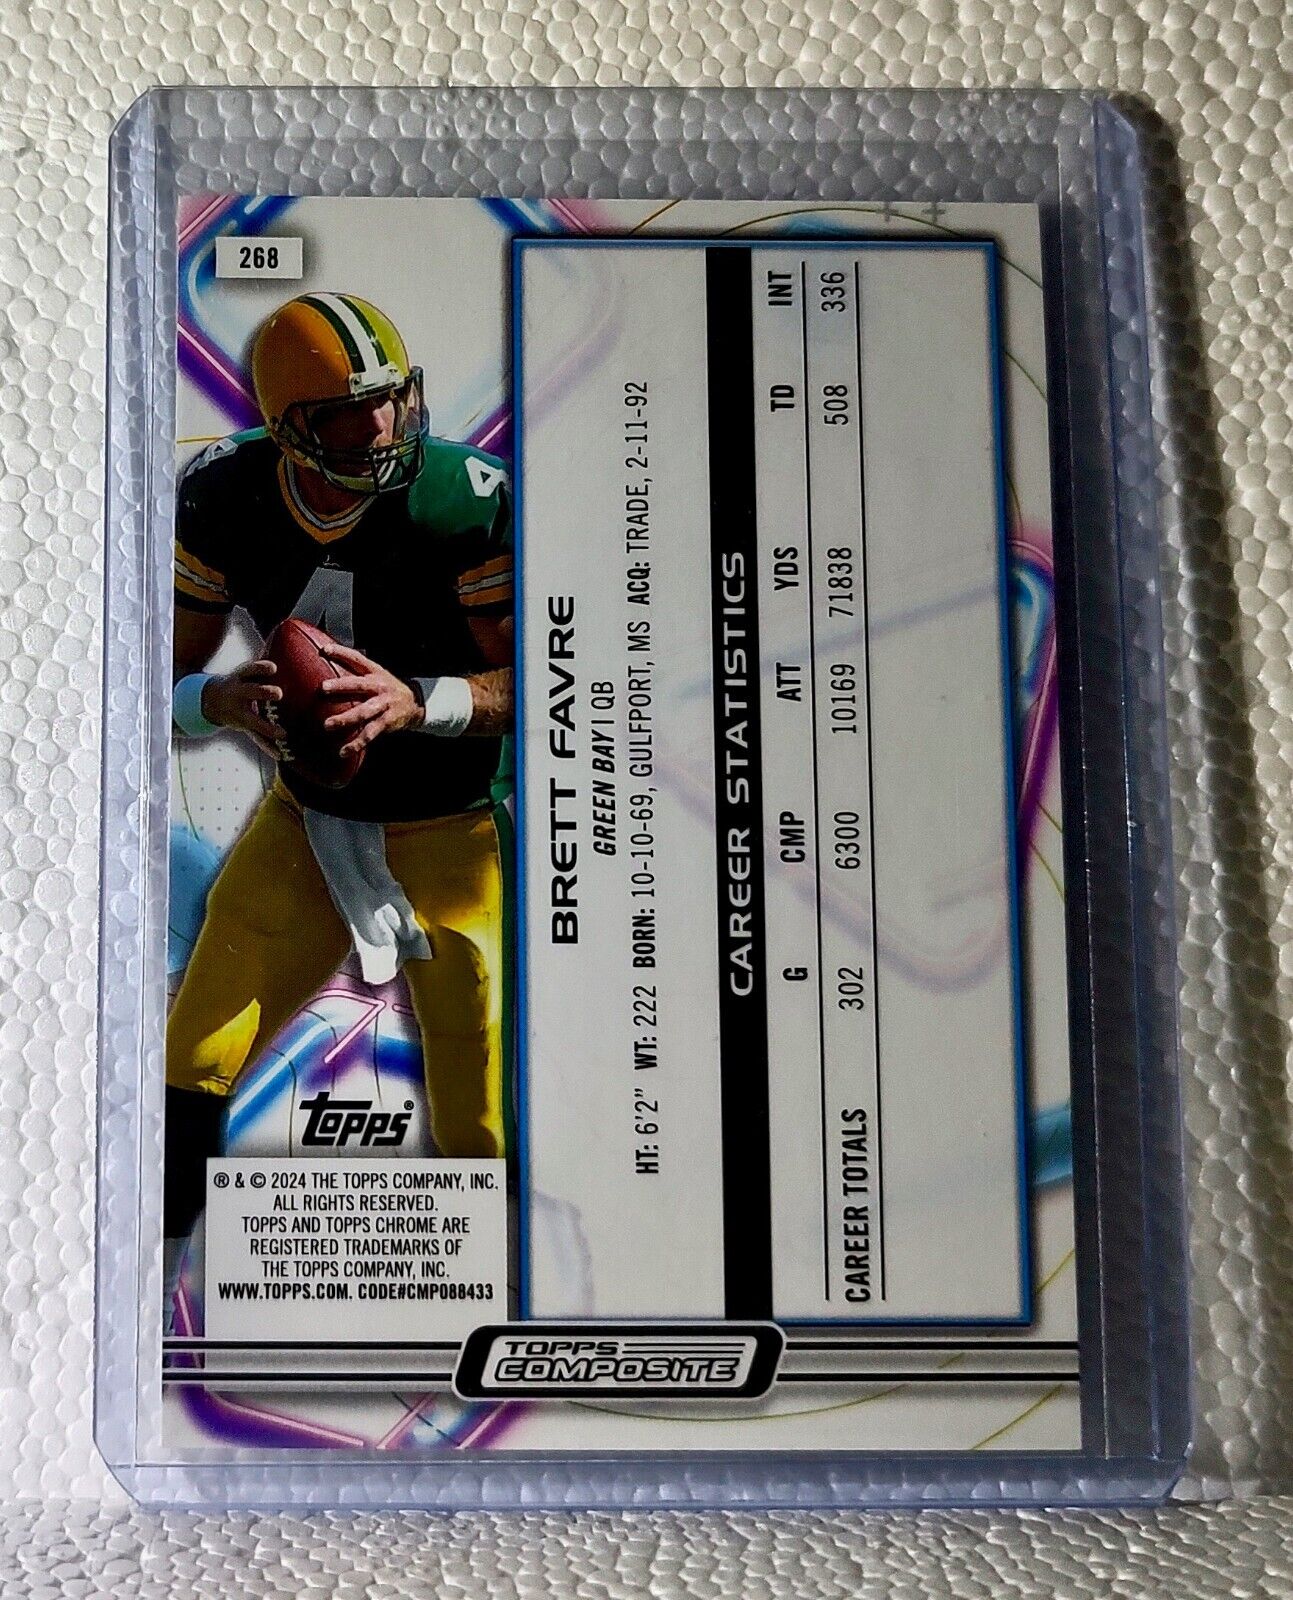 268
4
4
4
TOPPS®
® & © 2024 THE TOPPS COMPANY, INC.
ALL RIGHTS RESERVED.
TOPPS AND TOPPS CHROME ARE
REGISTERED TRADEMARKS OF
THE TOPPS COMPANY, INC.
WWW.TOPPS.COM. CODE#CMP088433
BRETT FAVRE
GREEN BAY | QB
HT: 6'2" WT: 222 BORN: 10-10-69, GULFPORT, MS ACQ: TRADE, 2-11-92
CAREER STATISTICS
G CMP ATT YDS TD INT
CAREER TOTALS 302 6300 10169 71838 508 336
TOPPS
COMPOSITE